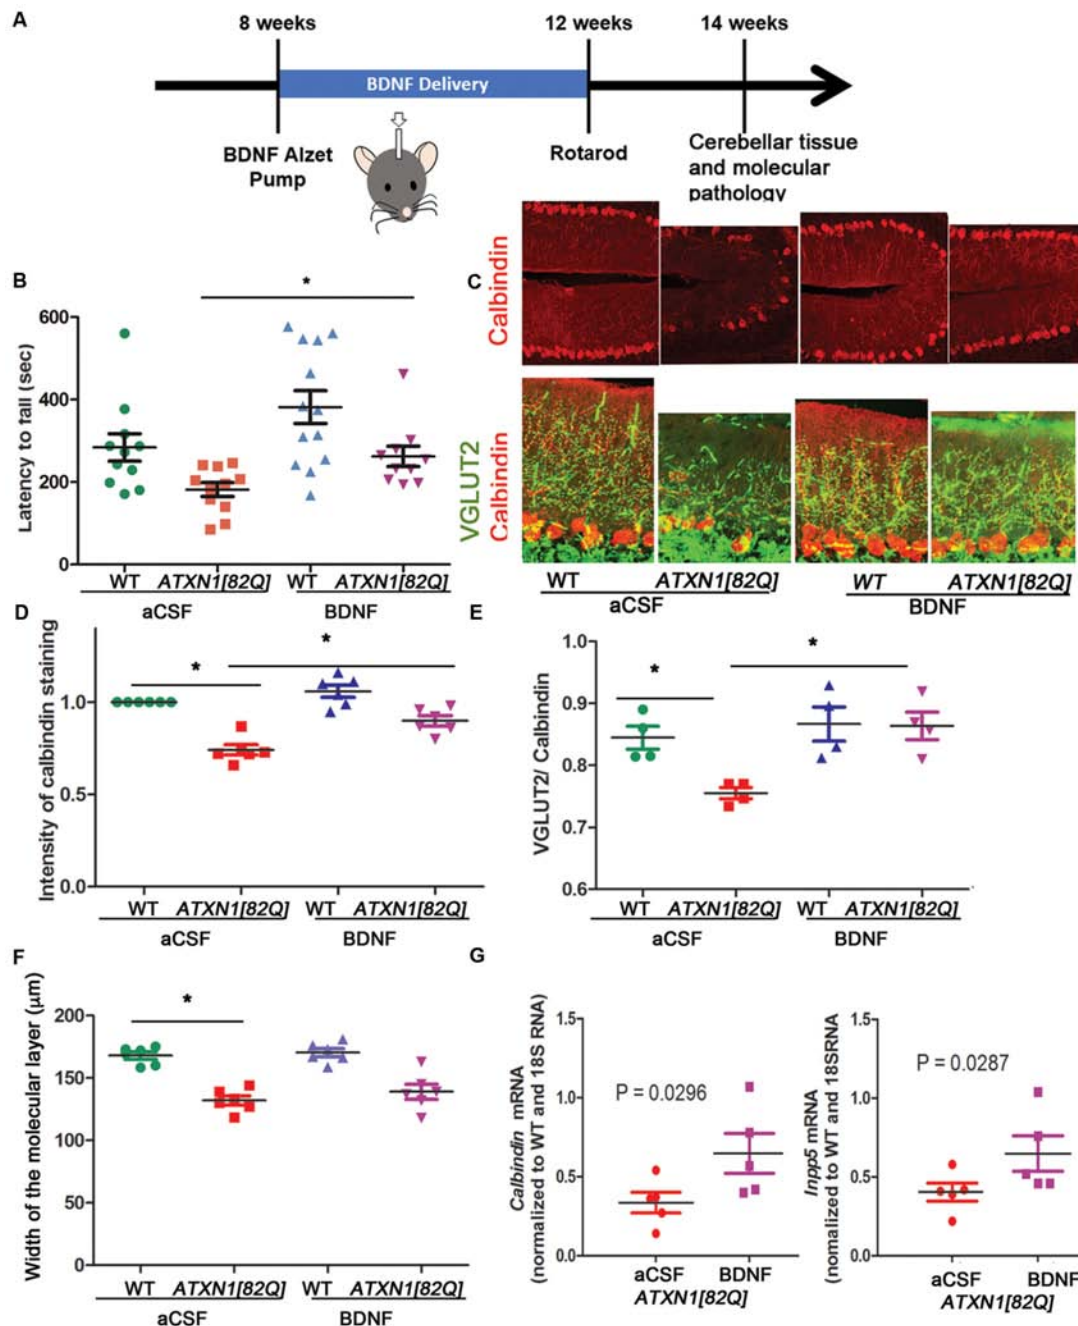 A
8 weeks
12 weeks
14 weeks
BDNF Delivery
BDNF Alzet
Pump
Rotarod
Cerebellar tissue
and molecular
pathology
B
*
Latency to fall (sec)
600
400
200
0
WT
ATXN1[82Q]
WT
ATXN1[82Q]
aCSF
BDNF
C
Calbindin
VGLUT2
Calbindin
WT
ATXN1[82Q]
WT
ATXN1[82Q]
aCSF
BDNF
D
*
*
Intensity of calbindin staining
1.0
0.5
0.0
WT
ATXN1[82Q]
WT
ATXN1[82Q]
aCSF
BDNF
E
*
*
VGLUT2/ Calbindin
1.0
0.9
0.8
0.7
0.6
WT
ATXN1[82Q]
WT
ATXN1[82Q]
aCSF
BDNF
F
*
Width of the molecular layer (µm)
200
150
100
50
0
WT
ATXN1[82Q]
WT
ATXN1[82Q]
aCSF
BDNF
G
Calbindin mRNA
(normalized to WT and 18S RNA)
1.5
1.0
0.5
0.0
P = 0.0296
aCSF
BDNF
ATXN1[82Q]
Inpp5 mRNA
(nomalized to WT and 18SRNA)
1.5
1.0
0.5
0.0
P = 0.0287
aCSF
BDNF
ATXN1[82Q]